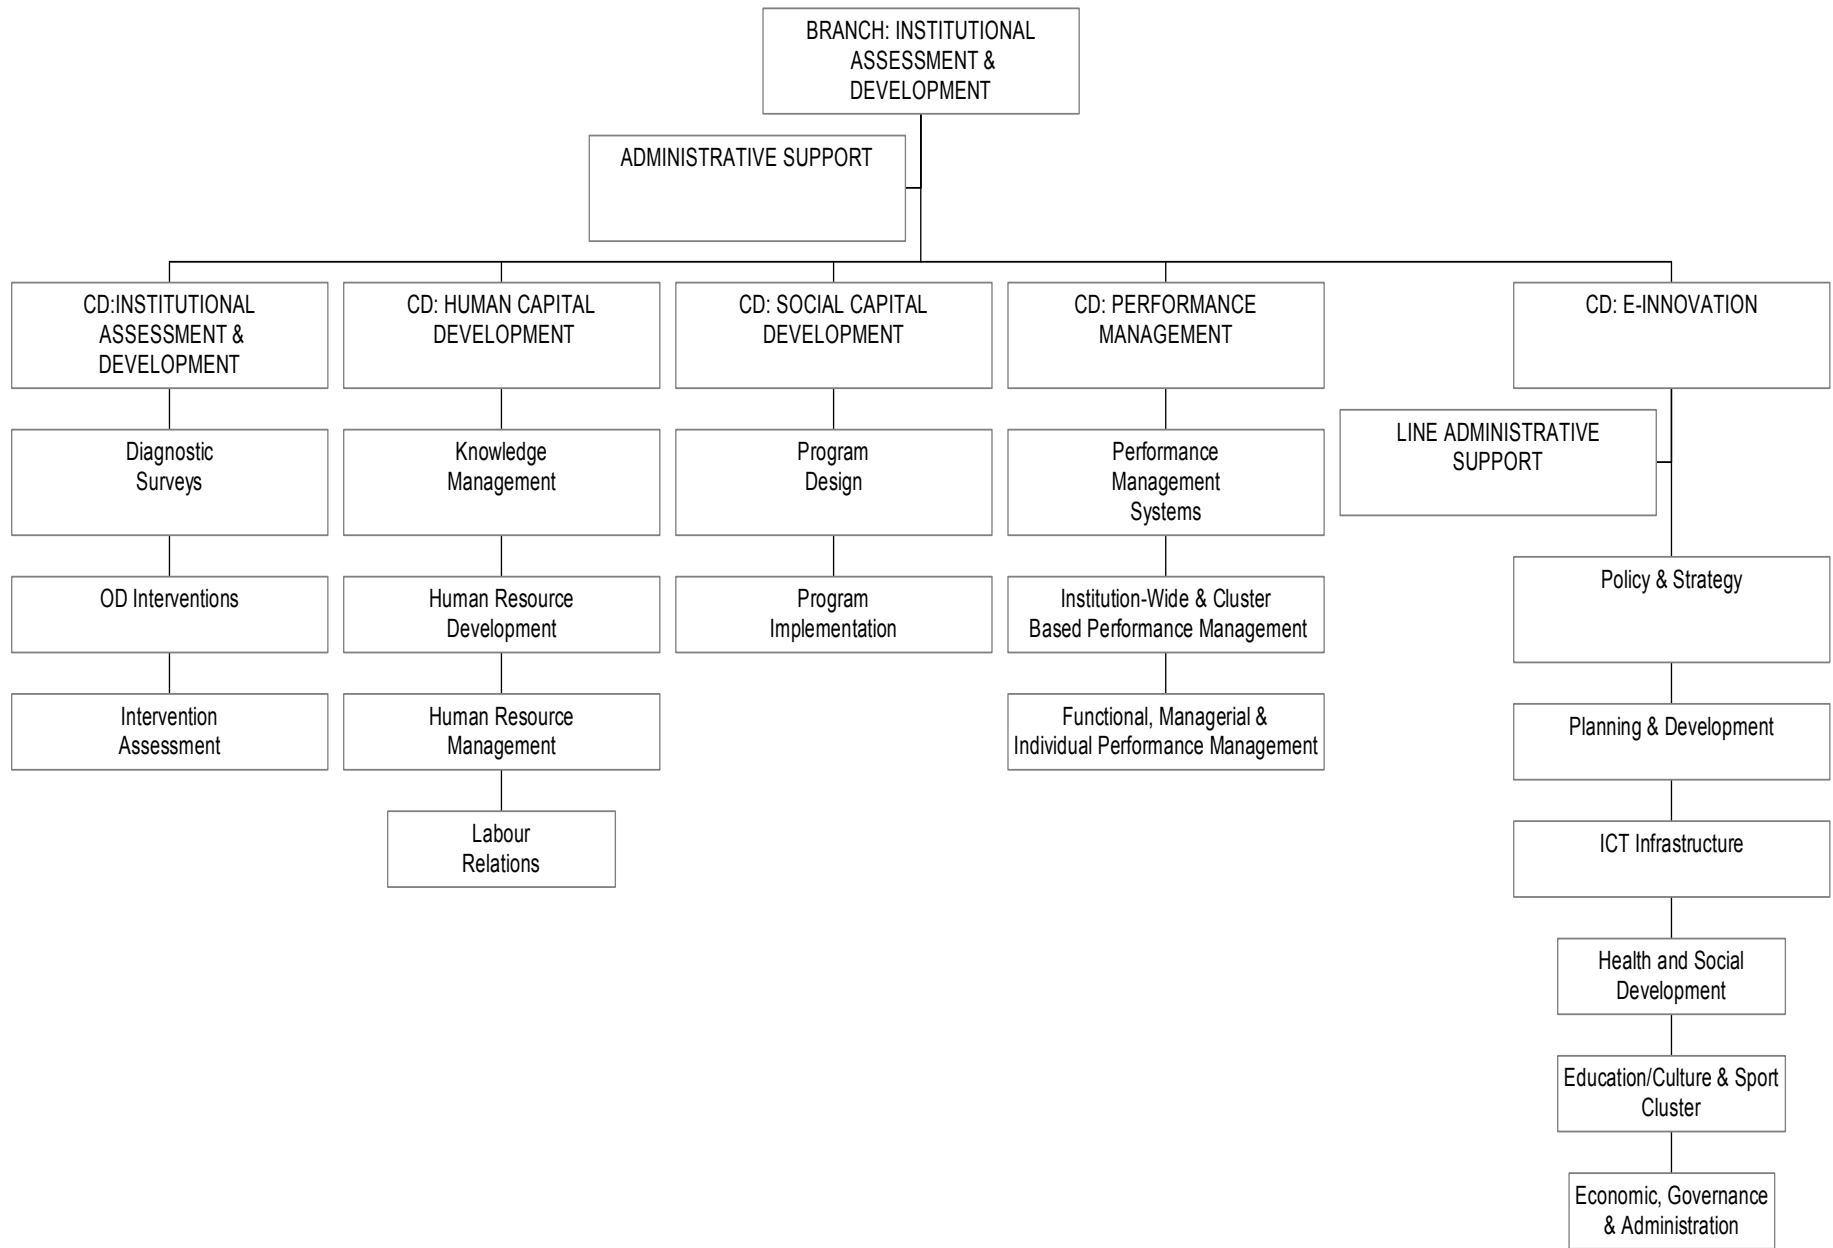 BRANCH: INSTITUTIONAL
ASSESSMENT &
DEVELOPMENT
ADMINISTRATIVE SUPPORT
CD:INSTITUTIONAL
ASSESSMENT &
DEVELOPMENT
CD: HUMAN CAPITAL
DEVELOPMENT
CD: SOCIAL CAPITAL
DEVELOPMENT
CD: PERFORMANCE
MANAGEMENT
CD: E-INNOVATION
LINE ADMINISTRATIVE
SUPPORT
Diagnostic
Surveys
Knowledge
Management
Program
Design
Performance
Management
Systems
OD Interventions
Human Resource
Development
Program
Implementation
Institution-Wide & Cluster
Based Performance Management
Policy & Strategy
Intervention
Assessment
Human Resource
Management
Functional, Managerial &
Individual Performance Management
Planning & Development
Labour
Relations
ICT Infrastructure
Health and Social
Development
Education/Culture & Sport
Cluster
Economic, Governance
& Administration